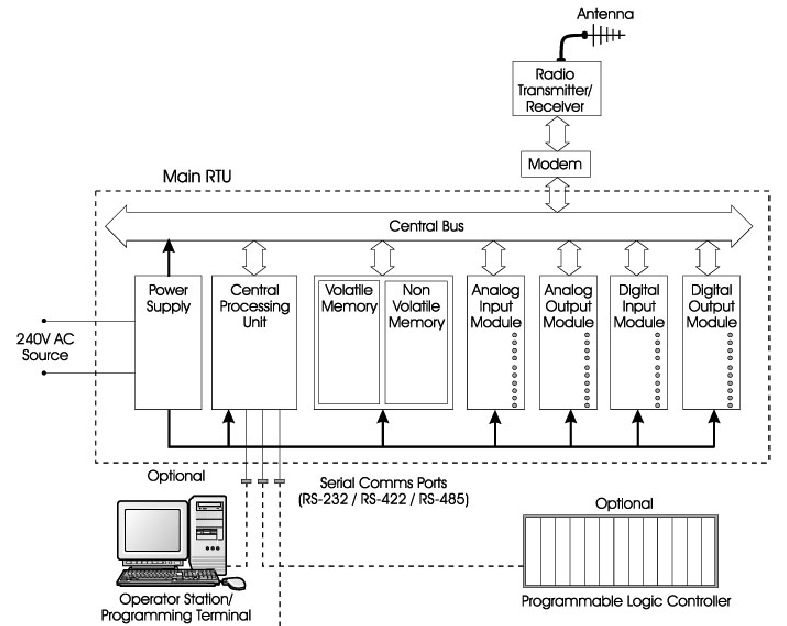 Antenna
Radio
Transmitter/
Receiver
Modem
Main RTU
Central Bus
Power
Supply
Central
Processing
Unit
Volatile
Memory
Non
Volatile
Memory
Analog
Input
Module
Analog
Output
Module
Digital
Input
Module
Digital
Output
Module
240V AC
Source
Optional
Serial Comms Ports
(RS-232 / RS-422 / RS-485)
Optional
Operator Station/
Programming Terminal
Programmable Logic Controller